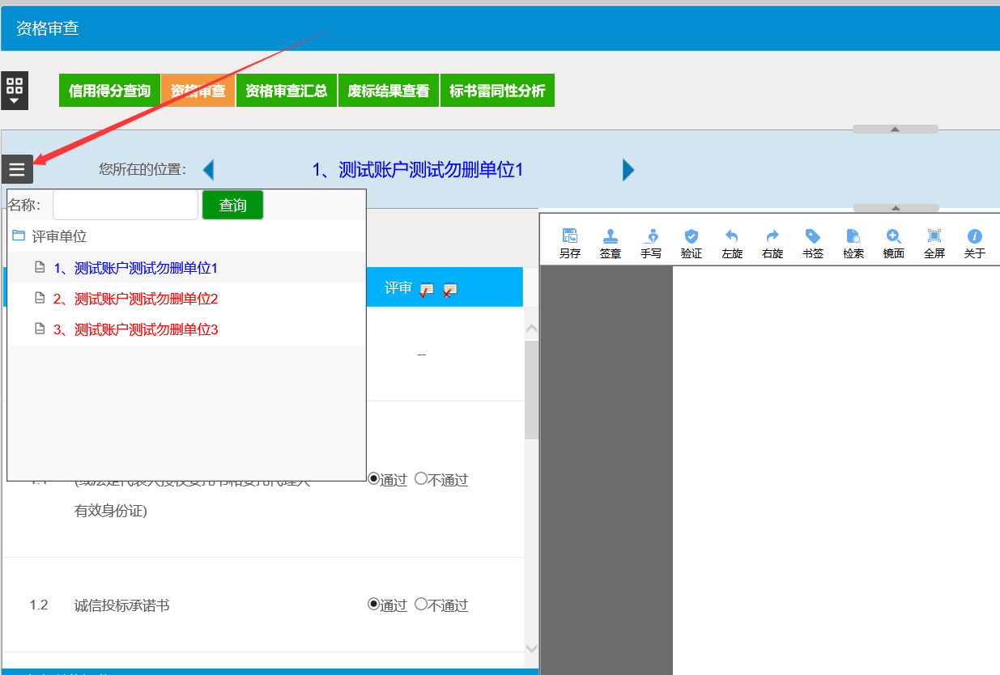 资格审查
信用得分查询 资格审查 资格审查汇总 废标结果查看 标书雷同性分析
您所在的位置： 1、测试账户测试勿删单位1
名称： 查询
评审单位
1、测试账户测试勿删单位1
2、测试账户测试勿删单位2
3、测试账户测试勿删单位3
评审
另存 签章 手写 验证 左旋 右旋 书签 检索 镜面 全屏 关于
--
通过 不通过
有效身份证)
1.2 诚信投标承诺书 通过 不通过